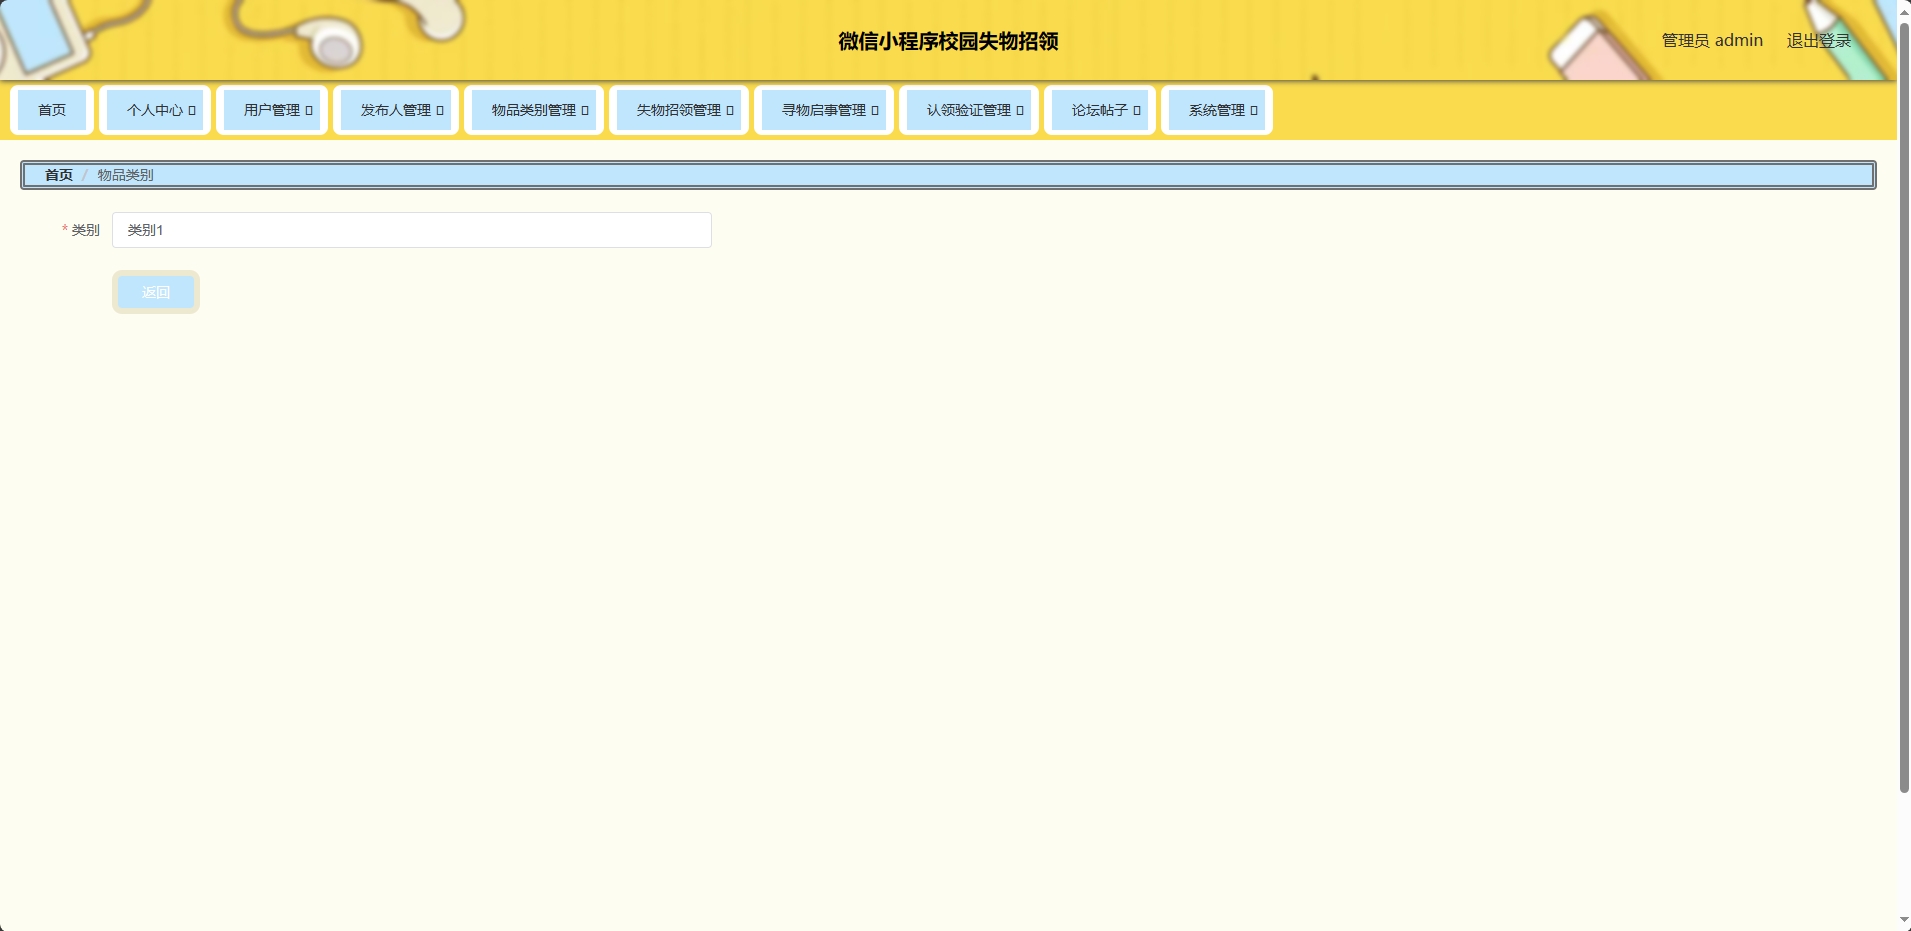 微信小程序校园失物招领
管理员 admin 退出登录
首页 个人中心 用户管理 发布人管理 物品类别管理 失物招领管理 寻物启事管理 认领验证管理 论坛帖子 系统管理
首页 / 物品类别
* 类别 类别1
返回